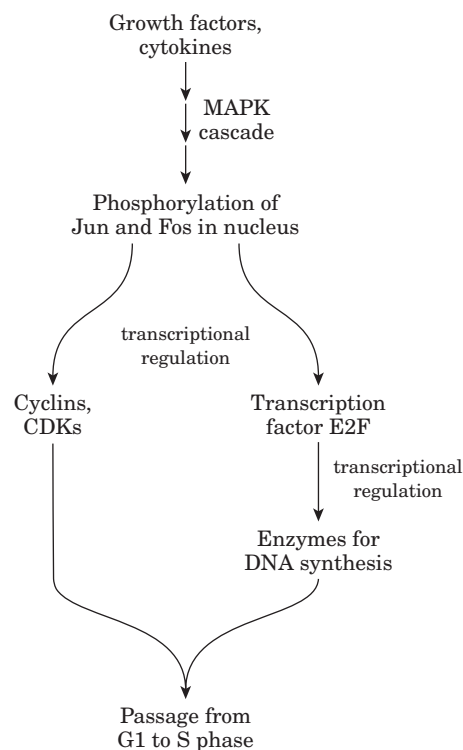 Growth factors,
cytokines
MAPK
cascade
Phosphorylation of
Jun and Fos in nucleus
transcriptional
regulation
Cyclins,
CDKs
Transcription
factor E2F
transcriptional
regulation
Enzymes for
DNA synthesis
Passage from
G1 to S phase